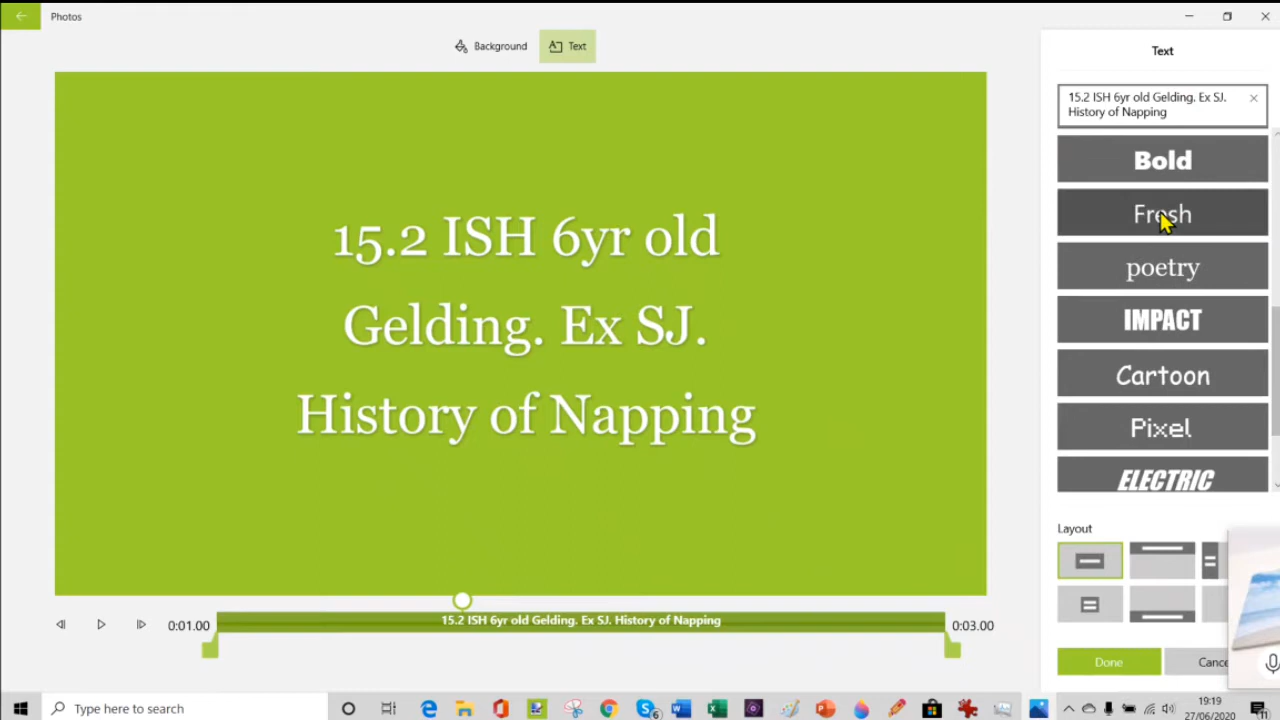 Photos
Background
Text
Text
15.2 ISH 6yr old Gelding. Ex SJ.
History of Napping
Bold
Fresh
poetry
IMPACT
Cartoon
Pixel
ELECTRIC
15.2 ISH 6yr old
Gelding. Ex SJ.
History of Napping
Layout
0:01.00
15.2 ISH 6yr old Gelding. Ex SJ. History of Napping
0:03.00
Done
Cance
Type here to search
6
19:19
27/06/2020
11